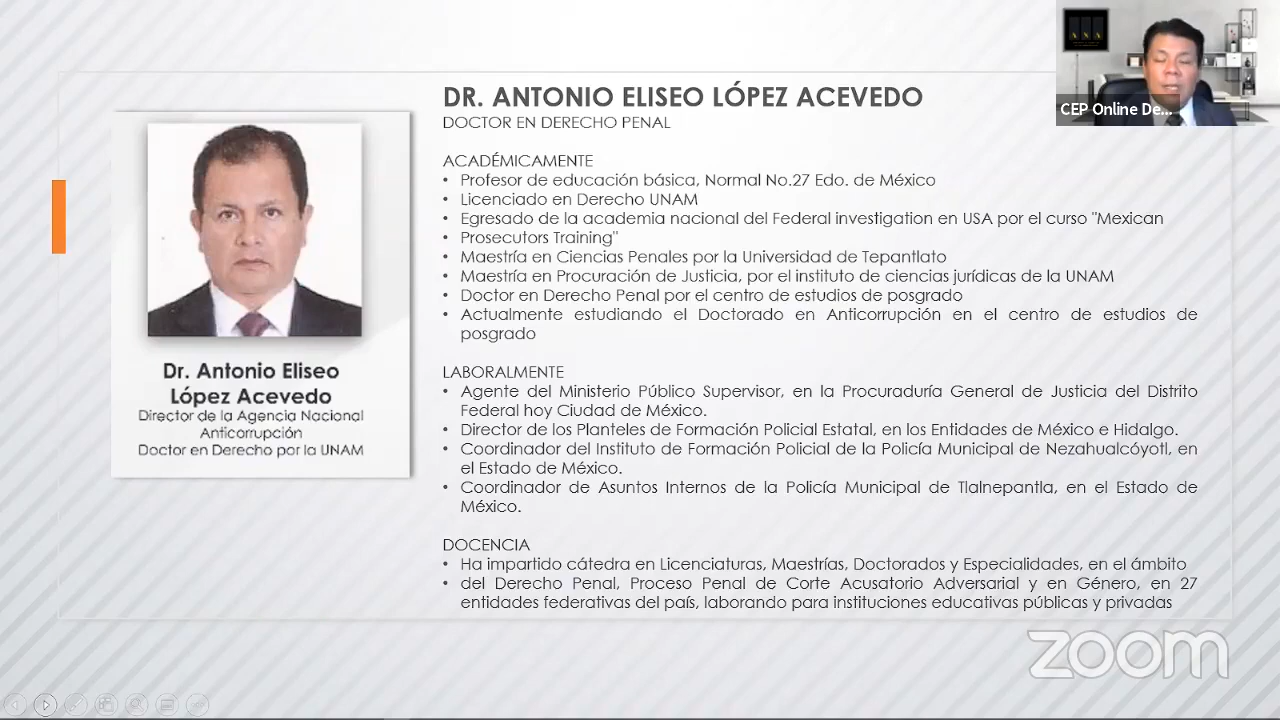 DR. ANTONIO ELISEO LÓPEZ ACEVEDO
DOCTOR EN DERECHO PENAL
ACADÉMICAMENTE
• Profesor de educación básica, Normal No.27 Edo. de México
• Licenciado en Derecho UNAM
• Egresado de la academia nacional del Federal investigation en USA por el curso "Mexican
• Prosecutors Training"
• Maestría en Ciencias Penales por la Universidad de Tepantlato
• Maestría en Procuración de Justicia, por el instituto de ciencias jurídicas de la UNAM
• Doctor en Derecho Penal por el centro de estudios de posgrado
• Actualmente estudiando el Doctorado en Anticorrupción en el centro de estudios de
posgrado
LABORALMENTE
• Agente del Ministerio Público Supervisor, en la Procuraduría General de Justicia del Distrito
Federal hoy Ciudad de México.
• Director de los Planteles de Formación Policial Estatal, en los Entidades de México e Hidalgo.
• Coordinador del Instituto de Formación Policial de la Policía Municipal de Nezahualcóyotl, en
el Estado de México.
• Coordinador de Asuntos Internos de la Policía Municipal de Tlalnepantla, en el Estado de
México.
DOCENCIA
• Ha impartido cátedra en Licenciaturas, Maestrías, Doctorados y Especialidades, en el ámbito
• del Derecho Penal, Proceso Penal de Corte Acusatorio Adversarial y en Género, en 27
entidades federativas del país, laborando para instituciones educativas públicas y privadas
Dr. Antonio Eliseo
López Acevedo
Director de la Agencia Nacional
Anticorrupción
Doctor en Derecho por la UNAM
CEP Online De...
zoom